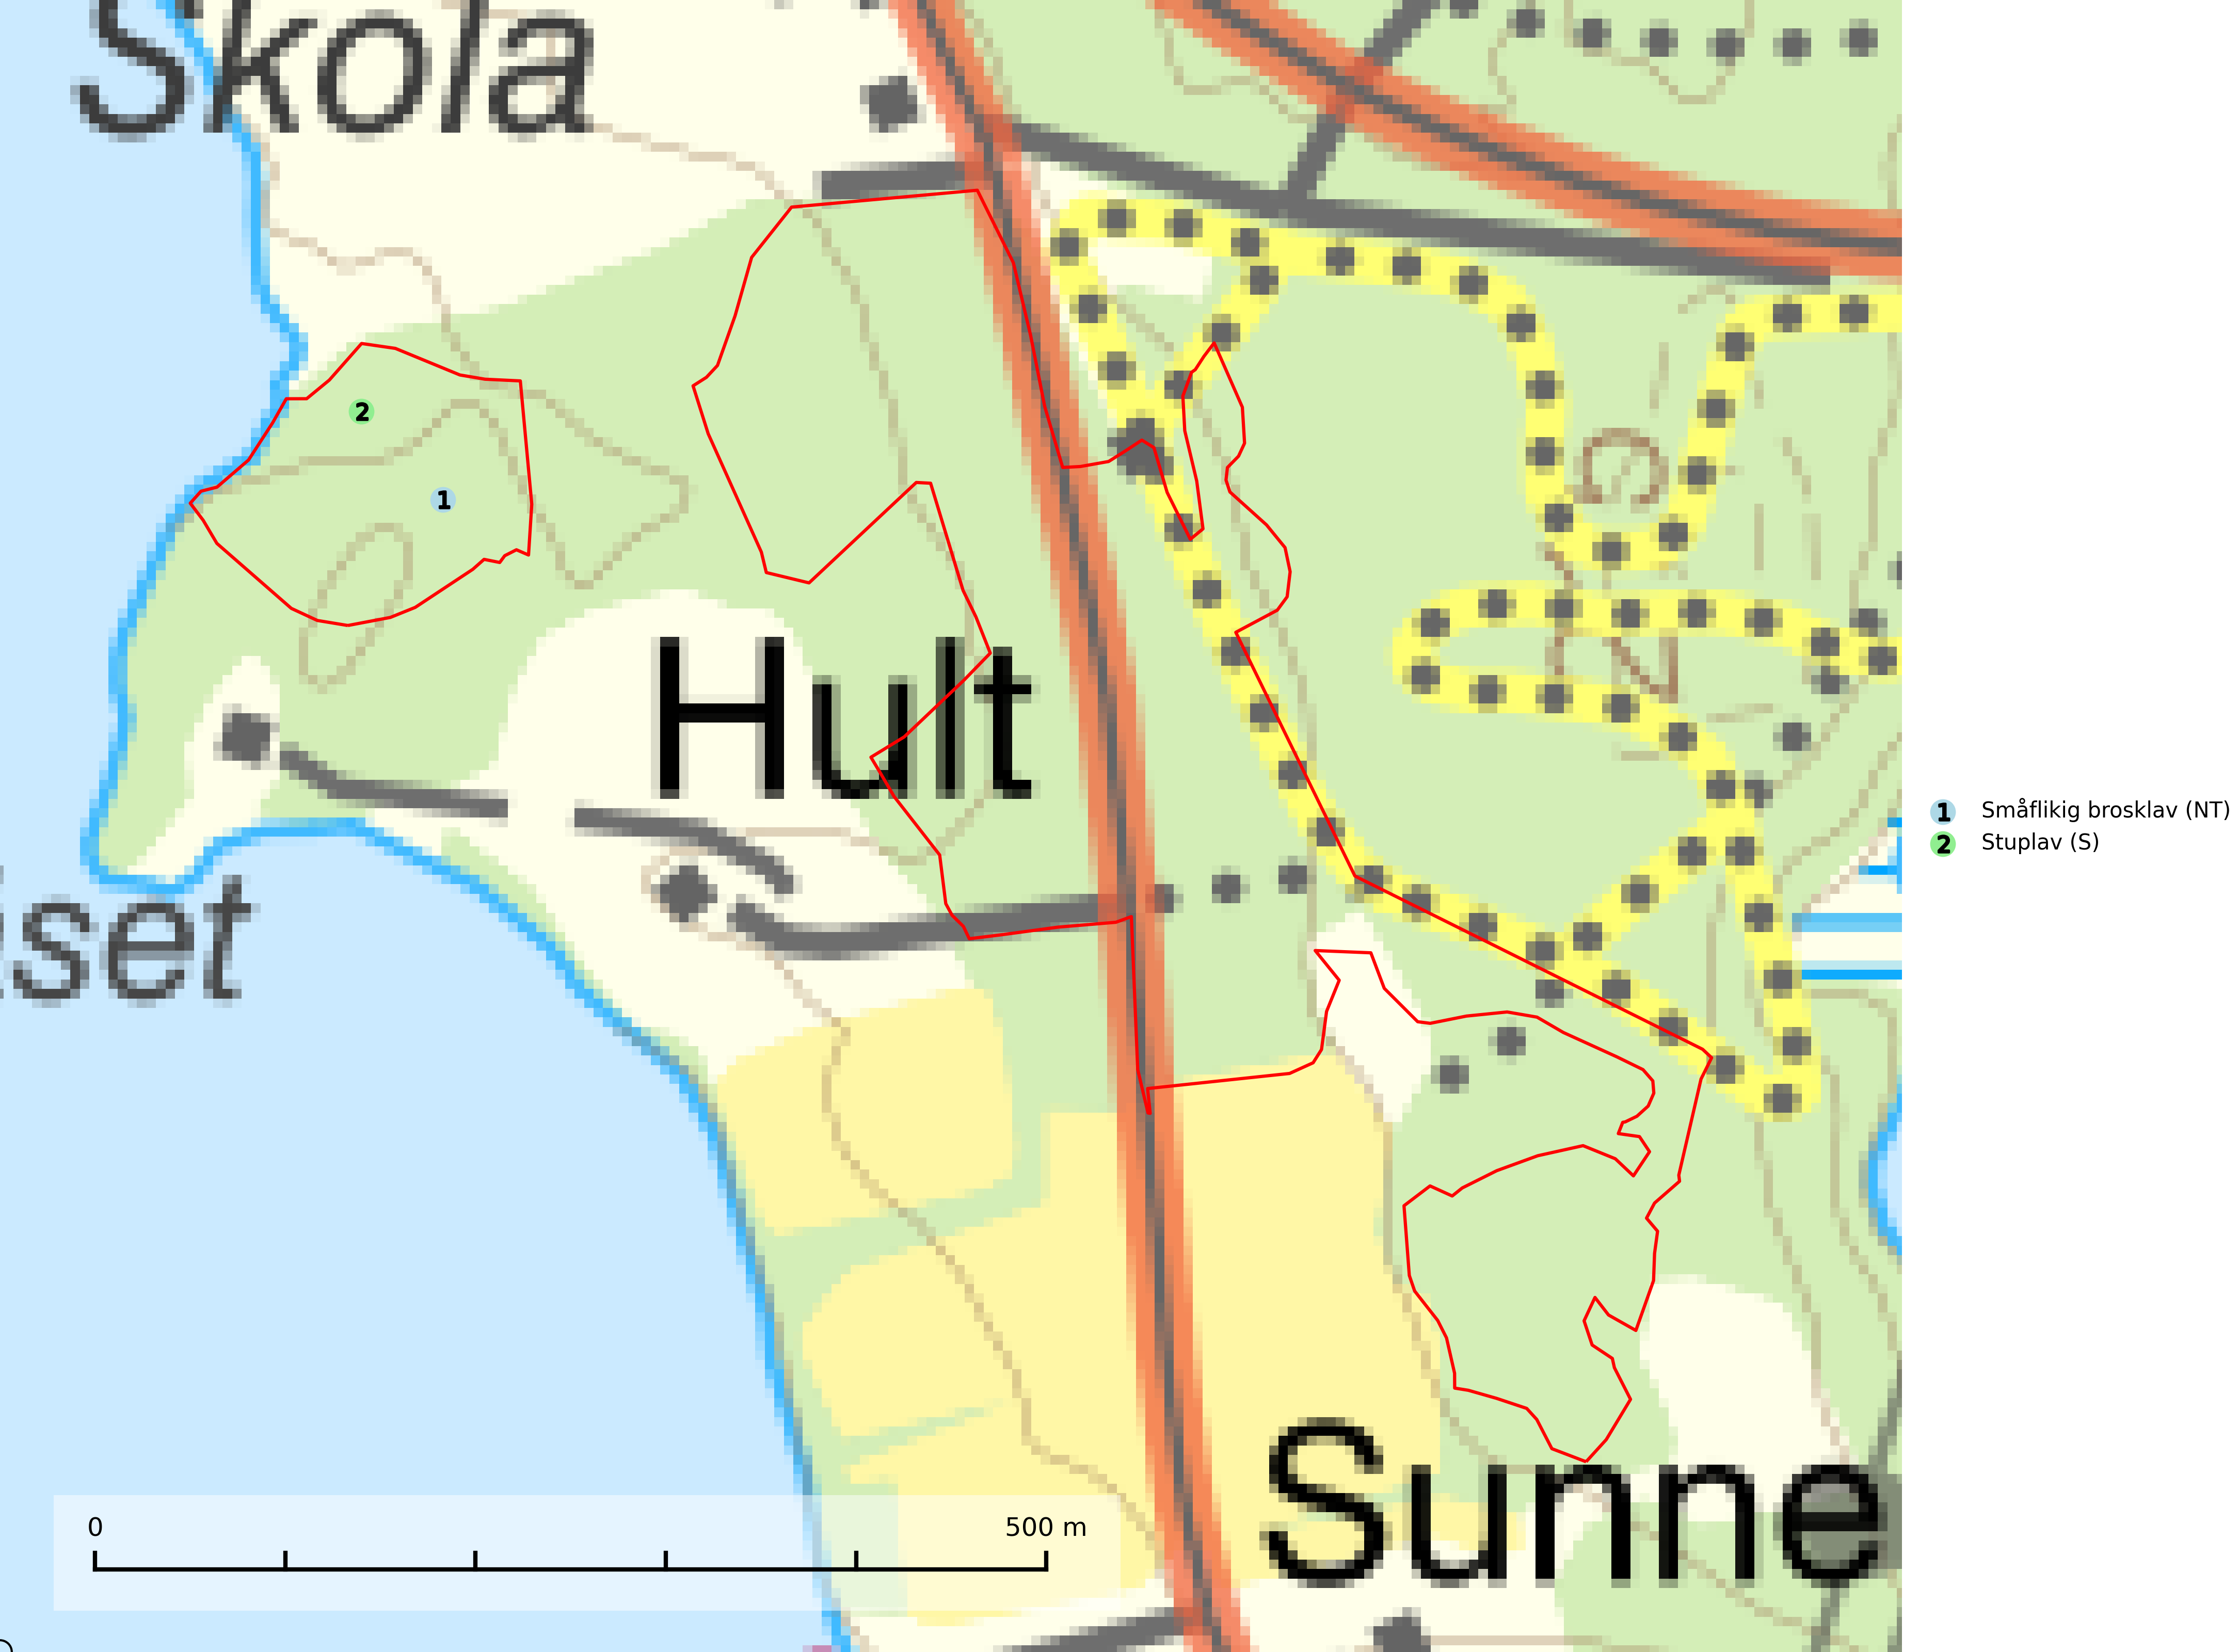 Skola
2
1
Hult
1 Småflikig brosklav (NT)
2 Stuplav (S)
set
Sunne
0 500 m